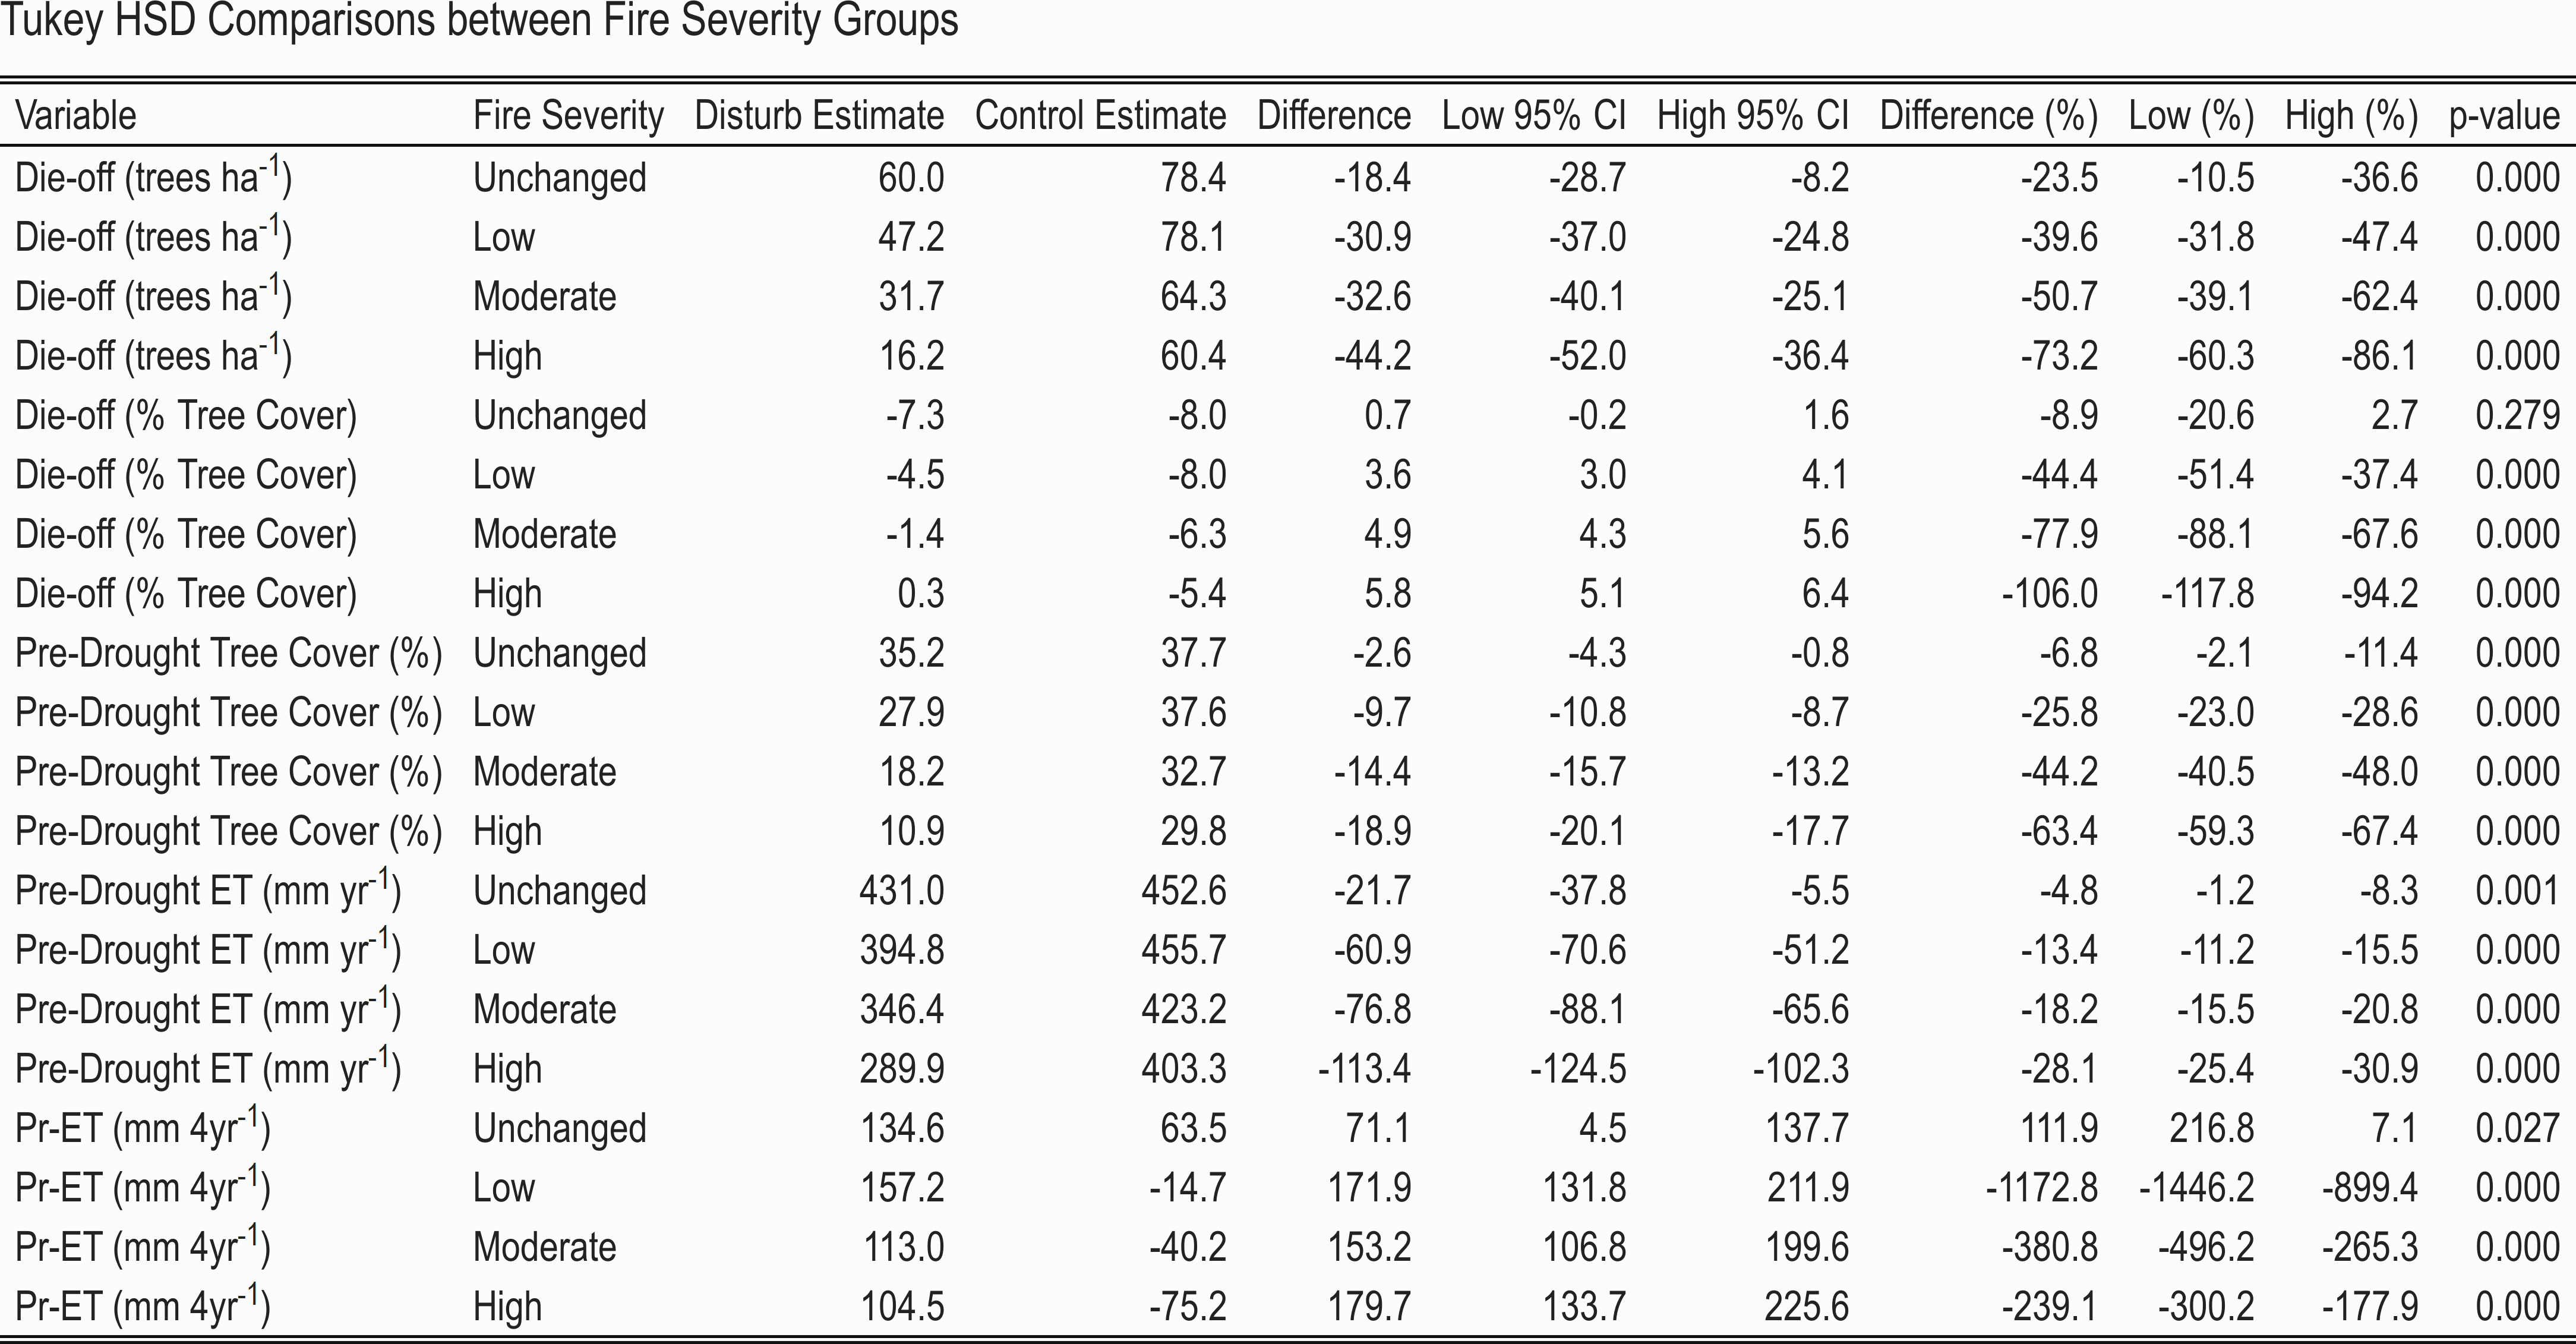 Tukey HSD Comparisons between Fire Severity Groups
Variable Fire Severity Disturb Estimate Control Estimate Difference Low 95% CI High 95% CI Difference (%) Low (%) High (%) p-value
Die-off (trees ha⁻¹) Unchanged 60.0 78.4 -18.4 -28.7 -8.2 -23.5 -10.5 -36.6 0.000
Die-off (trees ha⁻¹) Low 47.2 78.1 -30.9 -37.0 -24.8 -39.6 -31.8 -47.4 0.000
Die-off (trees ha⁻¹) Moderate 31.7 64.3 -32.6 -40.1 -25.1 -50.7 -39.1 -62.4 0.000
Die-off (trees ha⁻¹) High 16.2 60.4 -44.2 -52.0 -36.4 -73.2 -60.3 -86.1 0.000
Die-off (% Tree Cover) Unchanged -7.3 -8.0 0.7 -0.2 1.6 -8.9 -20.6 2.7 0.279
Die-off (% Tree Cover) Low -4.5 -8.0 3.6 3.0 4.1 -44.4 -51.4 -37.4 0.000
Die-off (% Tree Cover) Moderate -1.4 -6.3 4.9 4.3 5.6 -77.9 -88.1 -67.6 0.000
Die-off (% Tree Cover) High 0.3 -5.4 5.8 5.1 6.4 -106.0 -117.8 -94.2 0.000
Pre-Drought Tree Cover (%) Unchanged 35.2 37.7 -2.6 -4.3 -0.8 -6.8 -2.1 -11.4 0.000
Pre-Drought Tree Cover (%) Low 27.9 37.6 -9.7 -10.8 -8.7 -25.8 -23.0 -28.6 0.000
Pre-Drought Tree Cover (%) Moderate 18.2 32.7 -14.4 -15.7 -13.2 -44.2 -40.5 -48.0 0.000
Pre-Drought Tree Cover (%) High 10.9 29.8 -18.9 -20.1 -17.7 -63.4 -59.3 -67.4 0.000
Pre-Drought ET (mm yr⁻¹) Unchanged 431.0 452.6 -21.7 -37.8 -5.5 -4.8 -1.2 -8.3 0.001
Pre-Drought ET (mm yr⁻¹) Low 394.8 455.7 -60.9 -70.6 -51.2 -13.4 -11.2 -15.5 0.000
Pre-Drought ET (mm yr⁻¹) Moderate 346.4 423.2 -76.8 -88.1 -65.6 -18.2 -15.5 -20.8 0.000
Pre-Drought ET (mm yr⁻¹) High 289.9 403.3 -113.4 -124.5 -102.3 -28.1 -25.4 -30.9 0.000
Pr-ET (mm 4yr⁻¹) Unchanged 134.6 63.5 71.1 4.5 137.7 111.9 216.8 7.1 0.027
Pr-ET (mm 4yr⁻¹) Low 157.2 -14.7 171.9 131.8 211.9 -1172.8 -1446.2 -899.4 0.000
Pr-ET (mm 4yr⁻¹) Moderate 113.0 -40.2 153.2 106.8 199.6 -380.8 -496.2 -265.3 0.000
Pr-ET (mm 4yr⁻¹) High 104.5 -75.2 179.7 133.7 225.6 -239.1 -300.2 -177.9 0.000